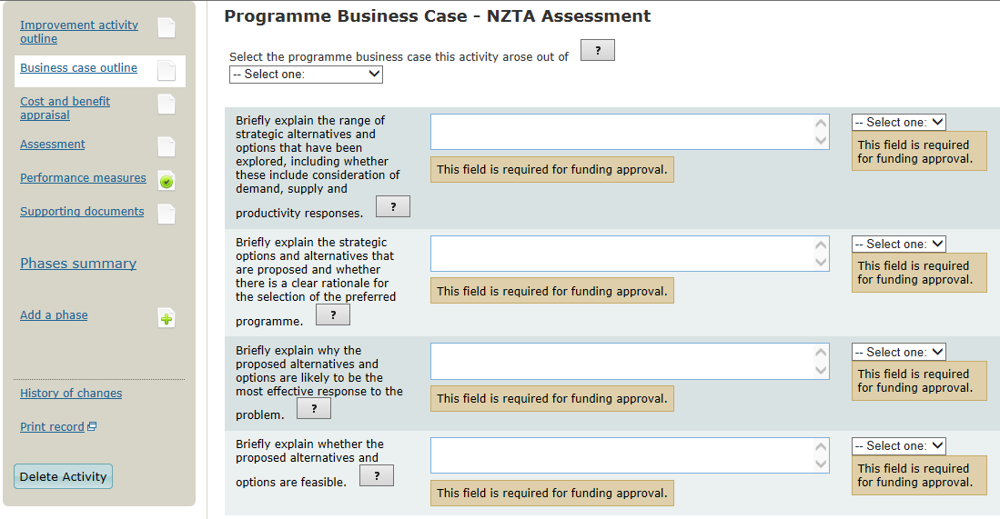 Improvement activity
outline
Business case outline
Cost and benefit
appraisal
Assessment
Performance measures
Supporting documents
Phases summary
Add a phase
History of changes
Print record
Delete Activity
Programme Business Case - NZTA Assessment
Select the programme business case this activity arose out of ?
-- Select one:
Briefly explain the range of
strategic alternatives and
options that have been
explored, including whether
these include consideration of
demand, supply and
productivity responses. ?
This field is required for funding approval.
-- Select one:
This field is required
for funding approval.
Briefly explain the strategic
options and alternatives that
are proposed and whether
there is a clear rationale for
the selection of the preferred
programme. ?
This field is required for funding approval.
-- Select one:
This field is required
for funding approval.
Briefly explain why the
proposed alternatives and
options are likely to be the
most effective response to the
problem. ?
This field is required for funding approval.
-- Select one:
This field is required
for funding approval.
Briefly explain whether the
proposed alternatives and
options are feasible. ?
This field is required for funding approval.
-- Select one:
This field is required
for funding approval.